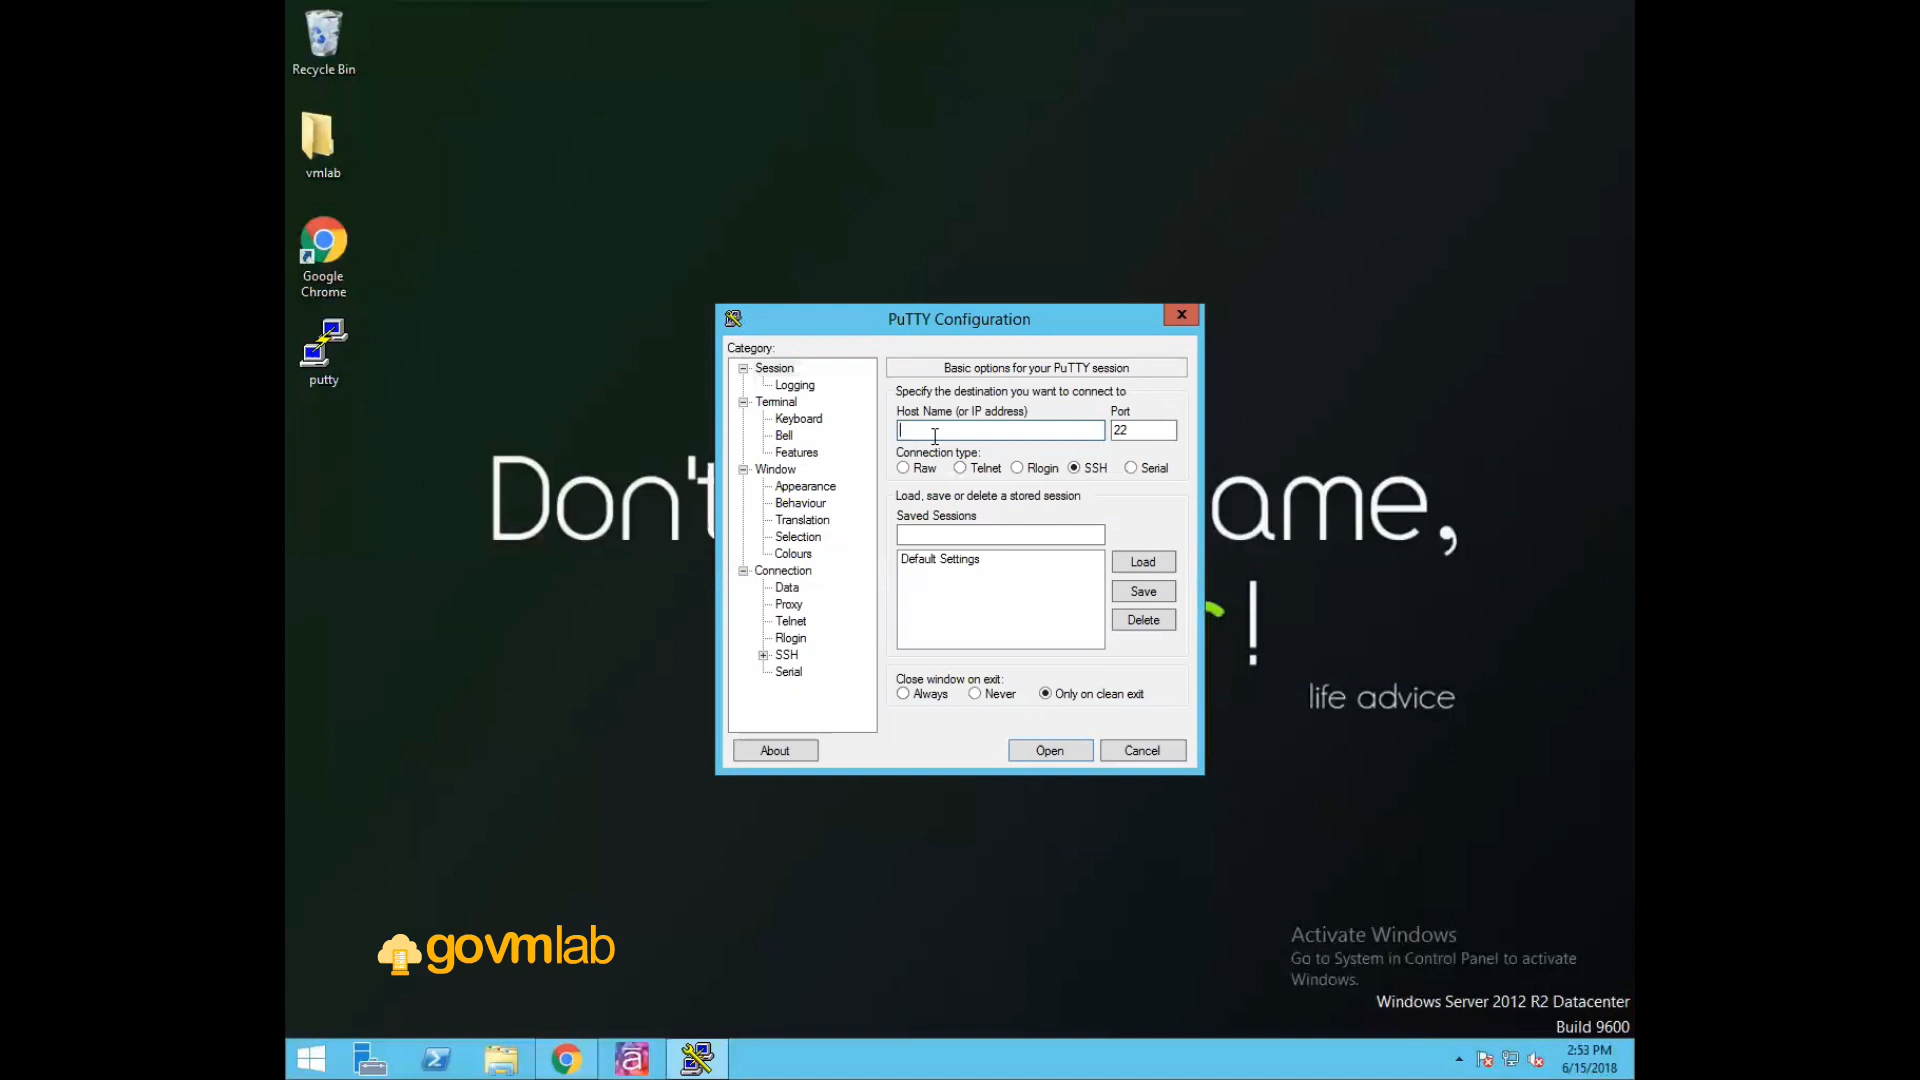 Recycle Bin
vmlab
Google
Chrome
putty
PuTTY Configuration
x
Category:
Session
Logging
Terminal
Keyboard
Bell
Features
Window
Appearance
Behaviour
Translation
Selection
Colours
Connection
Data
Proxy
Telnet
Rlogin
SSH
Serial
About
Basic options for your PuTTY session
Specify the destination you want to connect to
Host Name (or IP address) Port
22
Connection type:
Raw Telnet Rlogin SSH Serial
Load, save or delete a stored session
Saved Sessions
Default Settings
Load
Save
Delete
Close window on exit:
Always Never Only on clean exit
Open Cancel
Don't ame,
!
life advice
govmlab
Activate Windows
Go to System in Control Panel to activate
Windows.
Windows Server 2012 R2 Datacenter
Build 9600
2:53 PM
6/15/2018